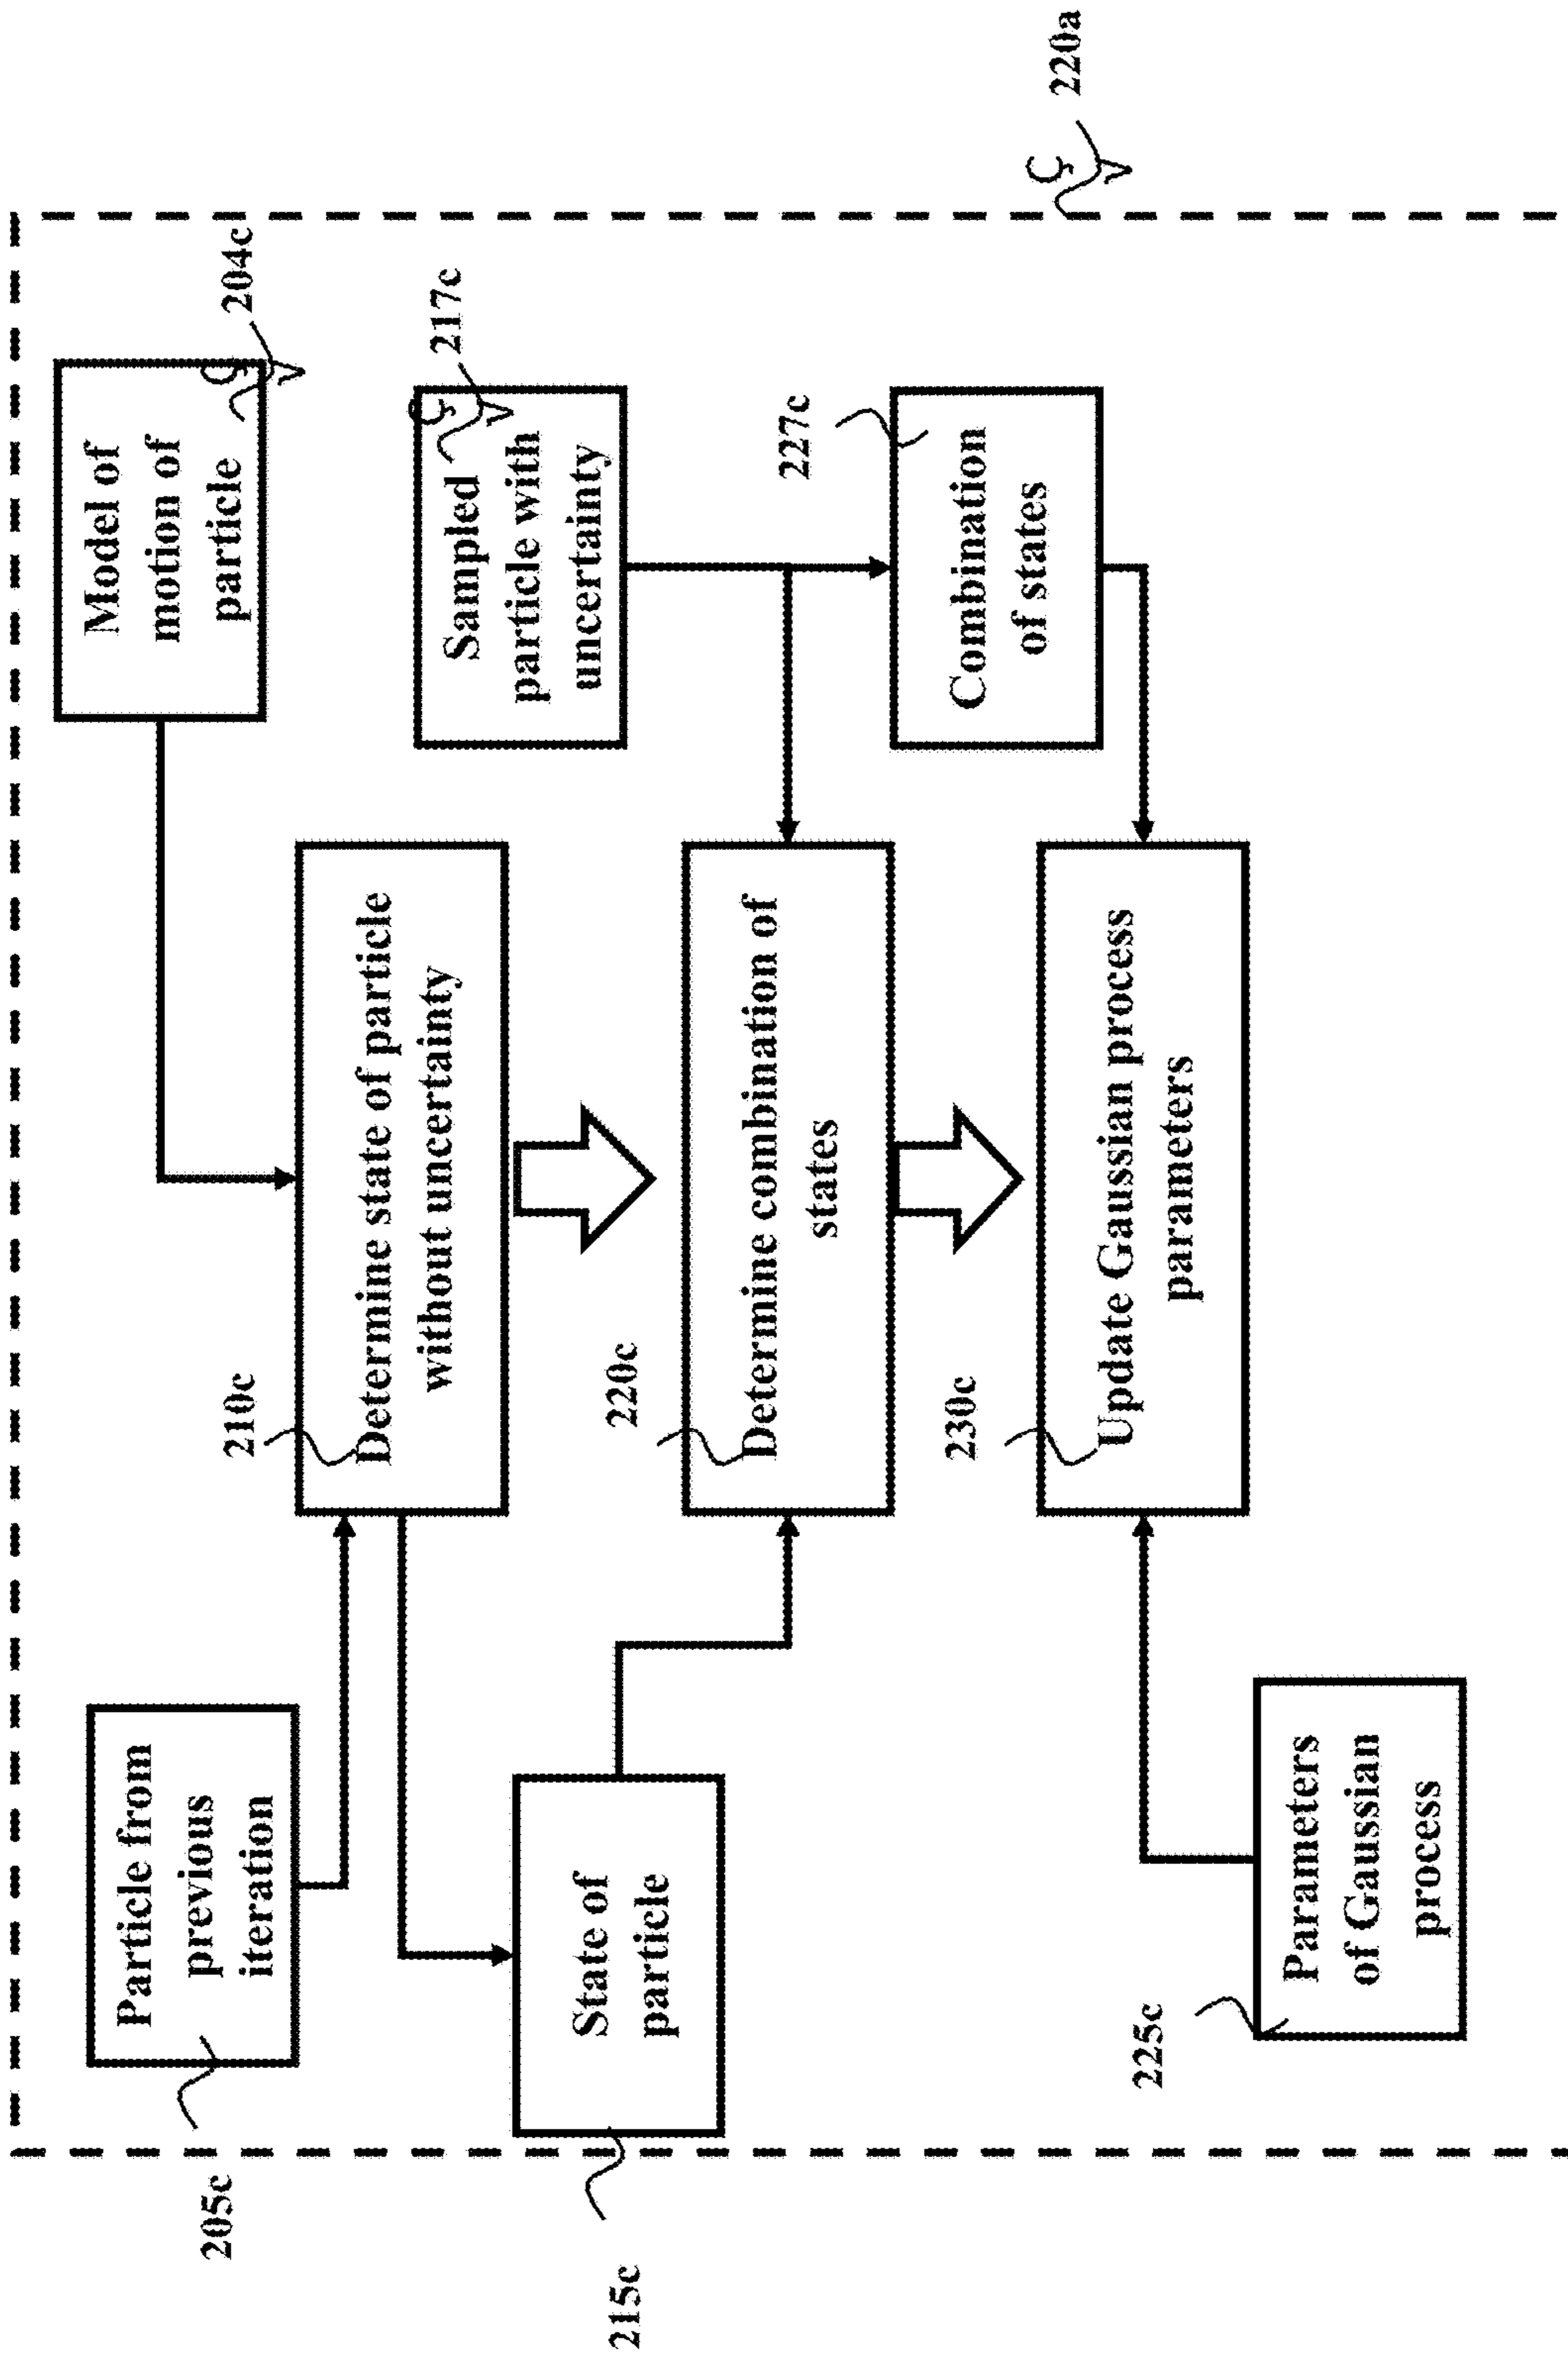 205c
Particle from
previous
iteration
Model of
motion of
particle
204c
210c
Determine state of particle
without uncertainty
215c
State of
particle
Sampled
particle with
uncertainty
217c
220c
Determine combination of
states
227c
Combination
of states
230c
Update Gaussian process
parameters
225c
Parameters
of Gaussian
process
220a